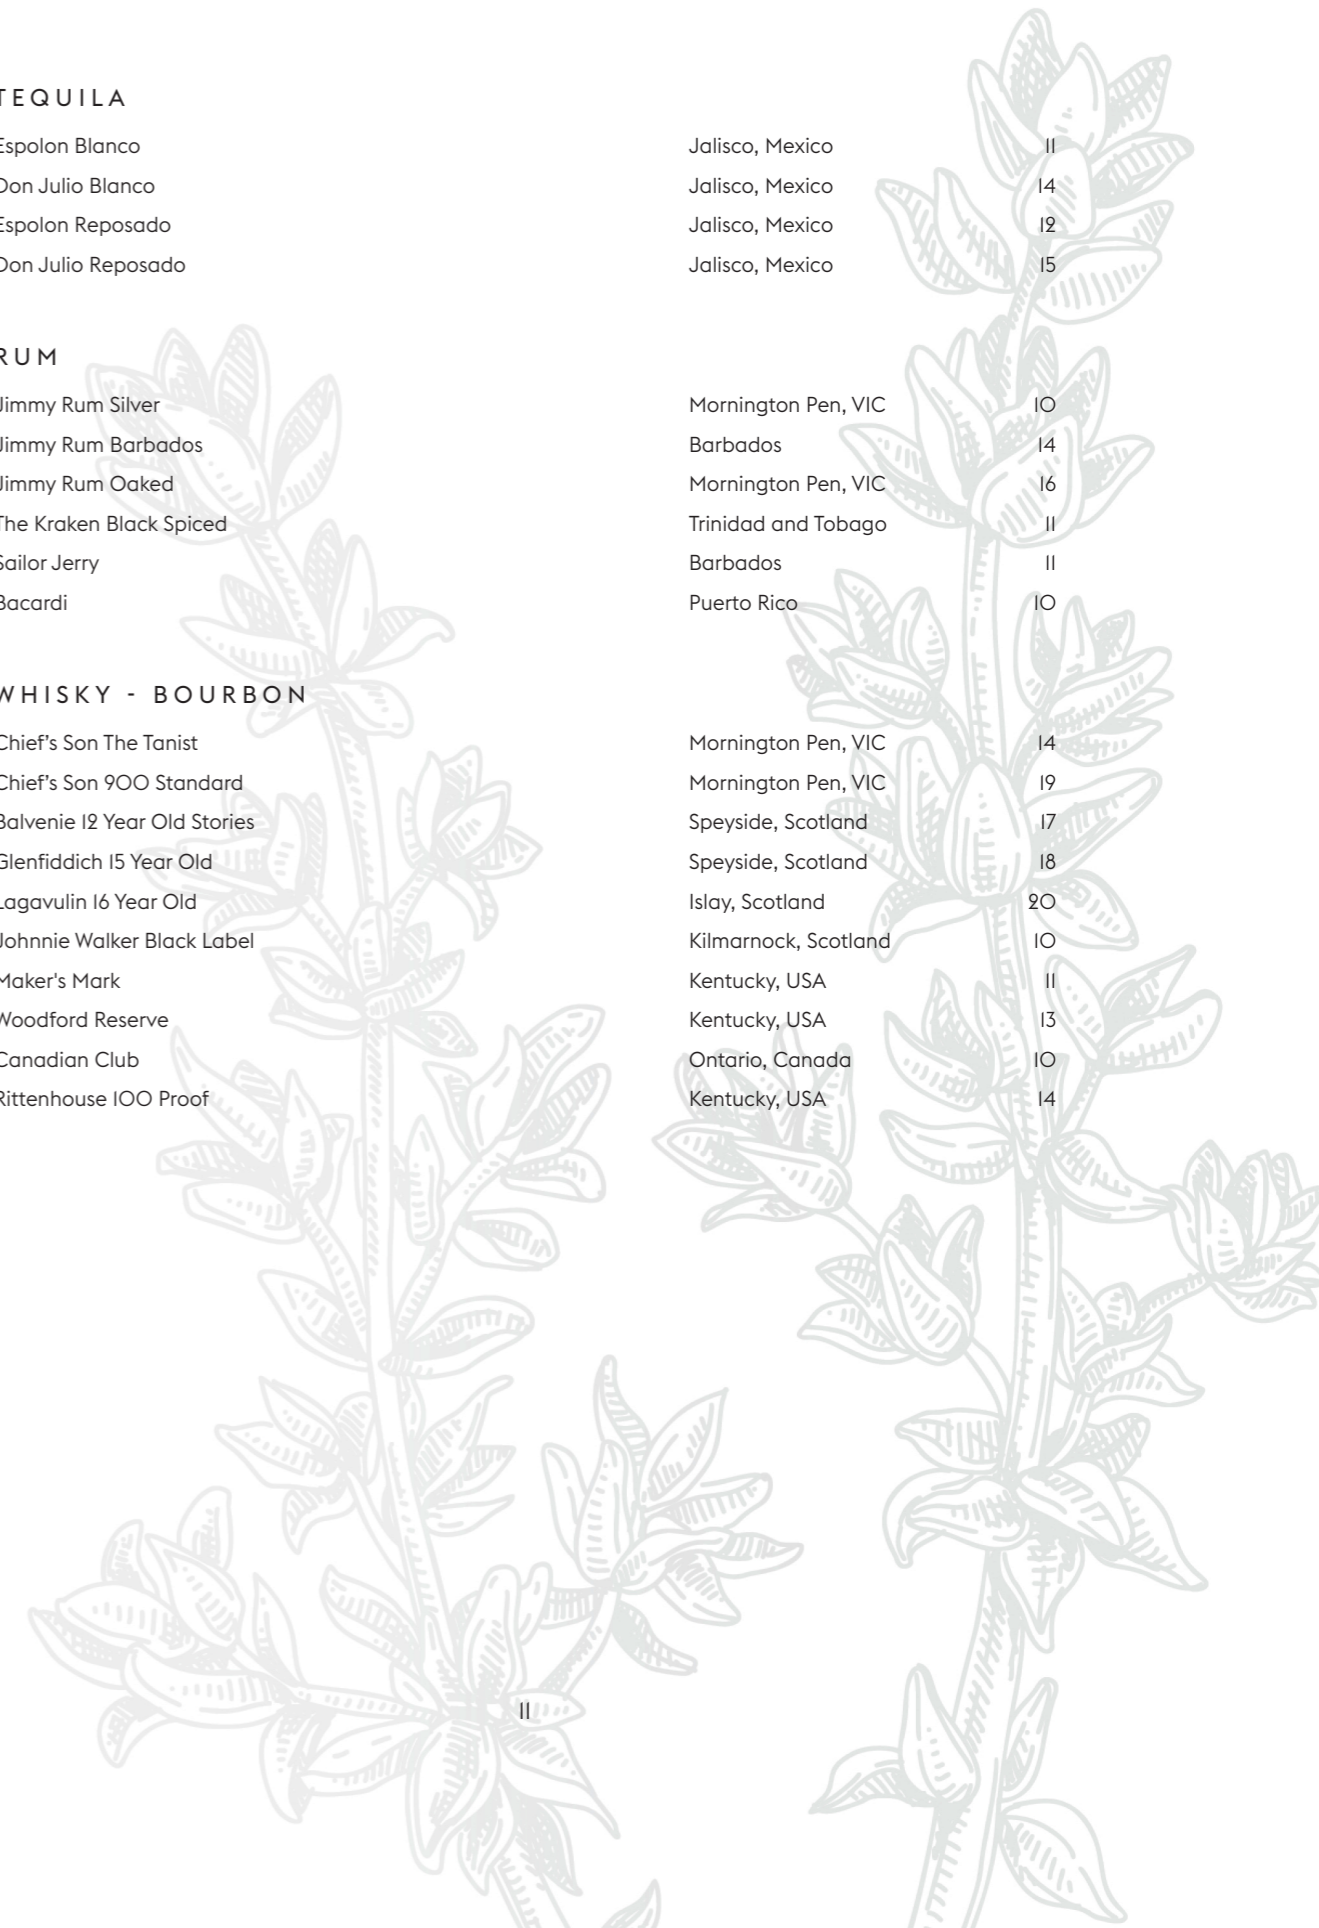 TEQUILA
Espolon Blanco Jalisco, Mexico 11
Don Julio Blanco Jalisco, Mexico 14
Espolon Reposado Jalisco, Mexico 12
Don Julio Reposado Jalisco, Mexico 15
RUM
Jimmy Rum Silver Mornington Pen, VIC 10
Jimmy Rum Barbados Barbados 14
Jimmy Rum Oaked Mornington Pen, VIC 16
The Kraken Black Spiced Trinidad and Tobago 11
Sailor Jerry Barbados 11
Bacardi Puerto Rico 10
WHISKY - BOURBON
Chief's Son The Tanist Mornington Pen, VIC 14
Chief's Son 900 Standard Mornington Pen, VIC 19
Balvenie 12 Year Old Stories Speyside, Scotland 17
Glenfiddich 15 Year Old Speyside, Scotland 18
Lagavulin 16 Year Old Islay, Scotland 20
Johnnie Walker Black Label Kilmarnock, Scotland 10
Maker's Mark Kentucky, USA 11
Woodford Reserve Kentucky, USA 13
Canadian Club Ontario, Canada 10
Rittenhouse 100 Proof Kentucky, USA 14
11